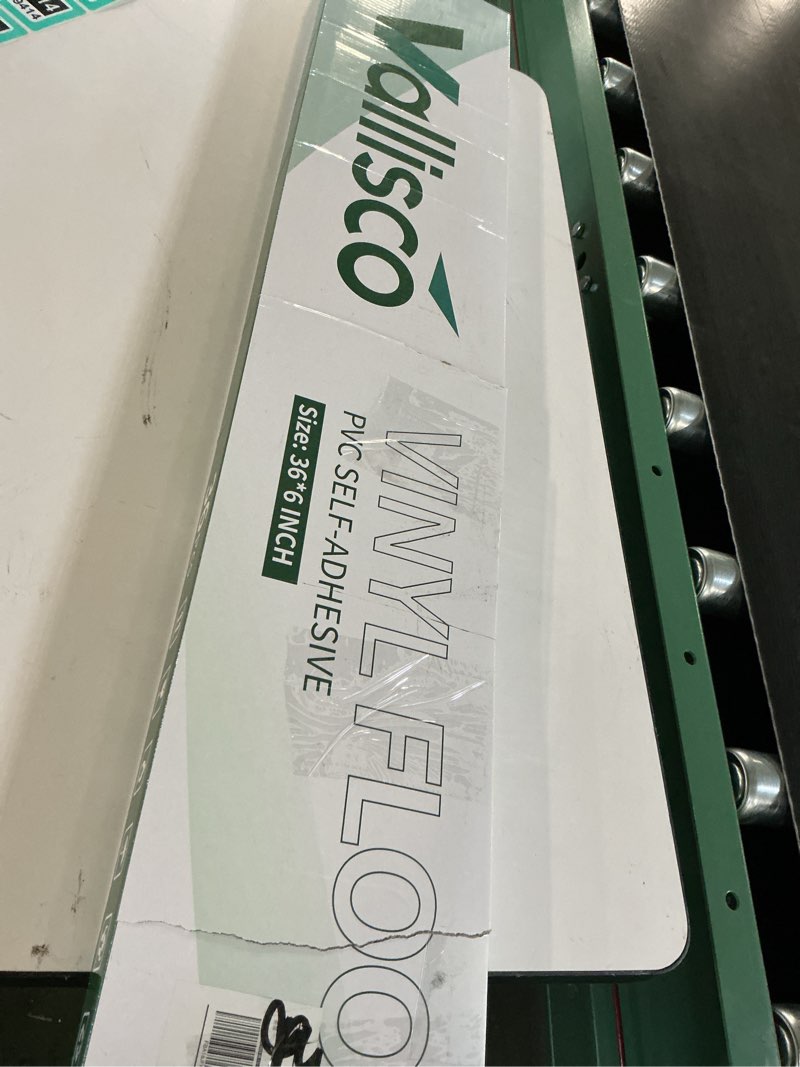 Vallisco
VINYL FLOO
PVC SELF-ADHESIVE
Size: 36*6 INCH